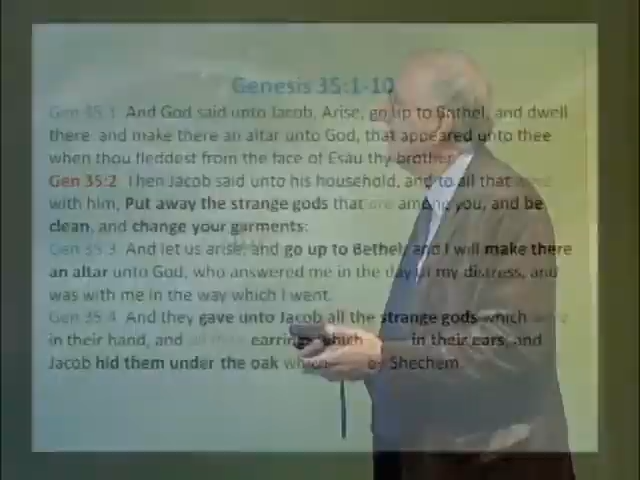 Genesis 35:1-10
Gen 35:1 And God said unto Jacob, Arise, go up to Bethel, and dwell
there: and make there an altar unto God, that appeared unto thee
when thou fleddest from the face of Esau thy brother
Gen 35:2 Then Jacob said unto his household, and to all that were
with him, Put away the strange gods that are among you, and be
clean, and change your garments:
Gen 35:3 And let us arise, and go up to Bethel; and I will make there
an altar unto God, who answered me in the day of my distress, and
was with me in the way which I went.
Gen 35:4 And they gave unto Jacob all the strange gods which were
in their hand, and all their earrings which in their ears; and
Jacob hid them under the oak which by Shechem.